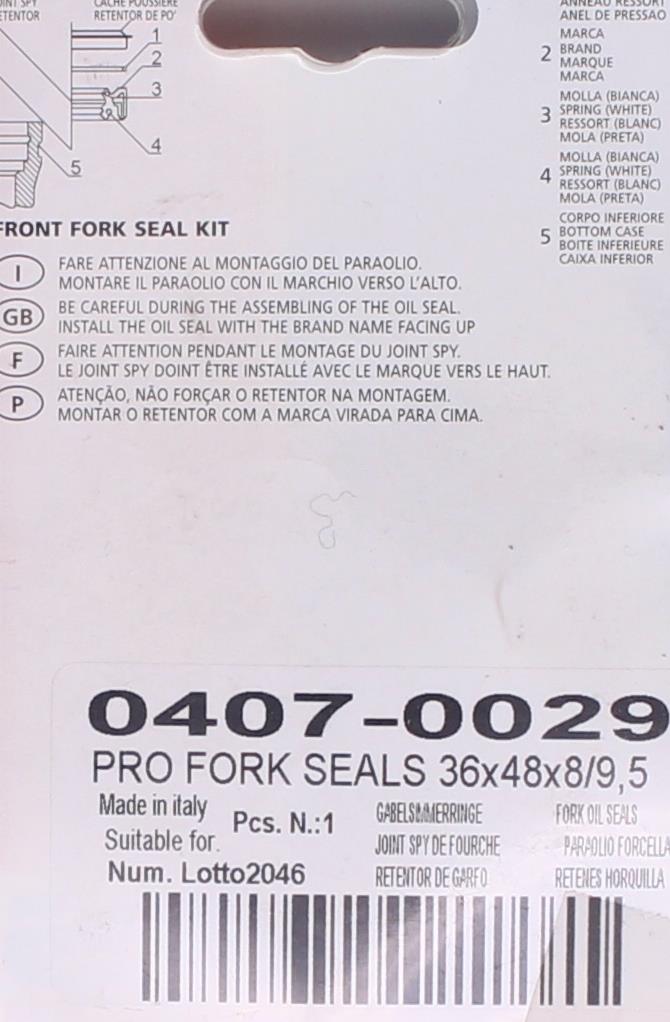 JOINT SPY
RETENTOR
CACHE POUSSIERE
RETENTOR DE PO'
1
2
3
4
5
ANNEAU RESSORT
ANEL DE PRESSAO
2
MARCA
BRAND
MARQUE
MARCA
3
MOLLA (BIANCA)
SPRING (WHITE)
RESSORT (BLANC)
MOLA (PRETA)
4
MOLLA (BIANCA)
SPRING (WHITE)
RESSORT (BLANC)
MOLA (PRETA)
5
CORPO INFERIORE
BOTTOM CASE
BOITE INFERIEURE
CAIXA INFERIOR
FRONT FORK SEAL KIT
I
FARE ATTENZIONE AL MONTAGGIO DEL PARAOLIO.
MONTARE IL PARAOLIO CON IL MARCHIO VERSO L'ALTO.
GB
BE CAREFUL DURING THE ASSEMBLING OF THE OIL SEAL.
INSTALL THE OIL SEAL WITH THE BRAND NAME FACING UP
F
FAIRE ATTENTION PENDANT LE MONTAGE DU JOINT SPY.
LE JOINT SPY DOINT ÊTRE INSTALLÉ AVEC LE MARQUE VERS LE HAUT.
P
ATENÇÃO, NÃO FORÇAR O RETENTOR NA MONTAGEM.
MONTAR O RETENTOR COM A MARCA VIRADA PARA CIMA.
0407-0029
PRO FORK SEALS 36x48x8/9,5
Made in italy
Pcs. N.:1
Suitable for.
Num. Lotto2046
GABELSIMMERRINGE
JOINT SPY DE FOURCHE
RETENTOR DE GARFO
FORK OIL SEALS
PARAOLIO FORCELLA
RETENES HORQUILLA